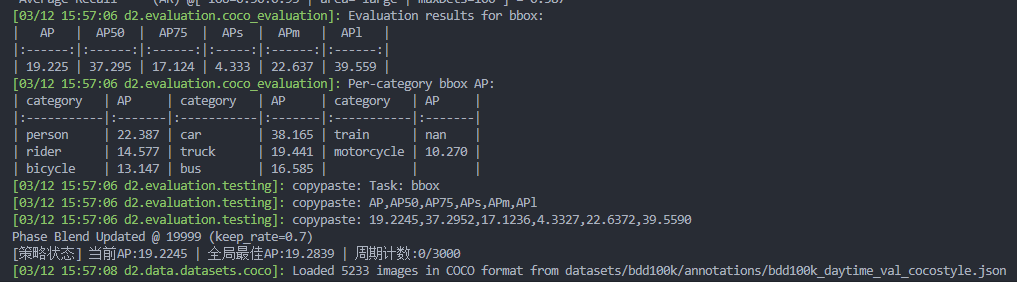 Average Recall     (AR) @[ IoU=0.50:0.95 | area= large | maxDets=100 ] = 0.587
[03/12 15:57:06 d2.evaluation.coco_evaluation]: Evaluation results for bbox:
|   AP   |  AP50  |  AP75  |  APs  |  APm   |  APl   |
|:------:|:------:|:------:|:-----:|:------:|:------:|
| 19.225 | 37.295 | 17.124 | 4.333 | 22.637 | 39.559 |
[03/12 15:57:06 d2.evaluation.coco_evaluation]: Per-category bbox AP:
| category   | AP     | category   | AP     | category   | AP     |
|:-----------|:-------|:-----------|:-------|:-----------|:-------|
| person     | 22.387 | car        | 38.165 | train      | nan    |
| rider      | 14.577 | truck      | 19.441 | motorcycle | 10.270 |
| bicycle    | 13.147 | bus        | 16.585 |            |        |
[03/12 15:57:06 d2.evaluation.testing]: copypaste: Task: bbox
[03/12 15:57:06 d2.evaluation.testing]: copypaste: AP,AP50,AP75,APs,APm,APl
[03/12 15:57:06 d2.evaluation.testing]: copypaste: 19.2245,37.2952,17.1236,4.3327,22.6372,39.5590
Phase Blend Updated @ 19999 (keep_rate=0.7)
[策略状态] 当前AP:19.2245 | 全局最佳AP:19.2839 | 周期计数:0/3000
[03/12 15:57:08 d2.data.datasets.coco]: Loaded 5233 images in COCO format from datasets/bdd100k/annotations/bdd100k_daytime_val_cocostyle.json